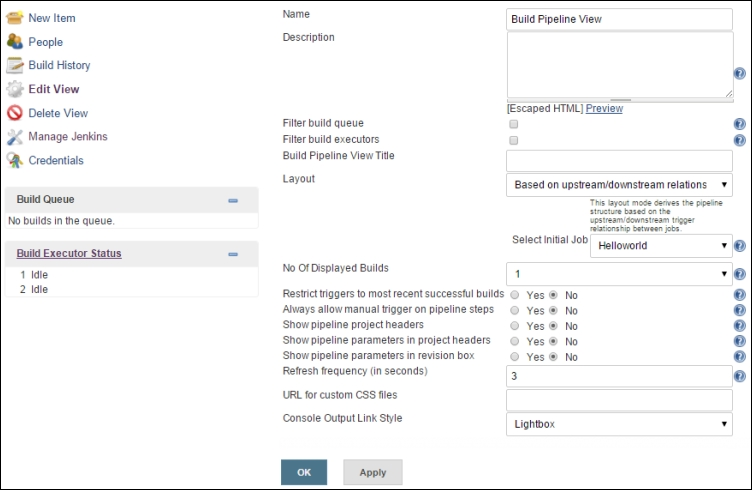 New Item
People
Build History
Edit View
Delete View
Manage Jenkins
Credentials
Build Queue
No builds in the queue.
Build Executor Status
1 Idle
2 Idle
Name
Build Pipeline View
Description
[Escaped HTML] Preview
Filter build queue
Filter build executors
Build Pipeline View Title
Layout
Based on upstream/downstream relations
This layout mode derives the pipeline
structure based on the
upstream/downstream trigger
relationship between jobs.
Select Initial Job Helloworld
No Of Displayed Builds
1
Restrict triggers to most recent successful builds Yes No
Always allow manual trigger on pipeline steps Yes No
Show pipeline project headers Yes No
Show pipeline parameters in project headers Yes No
Show pipeline parameters in revision box Yes No
Refresh frequency (in seconds)
3
URL for custom CSS files
Console Output Link Style
Lightbox
OK Apply